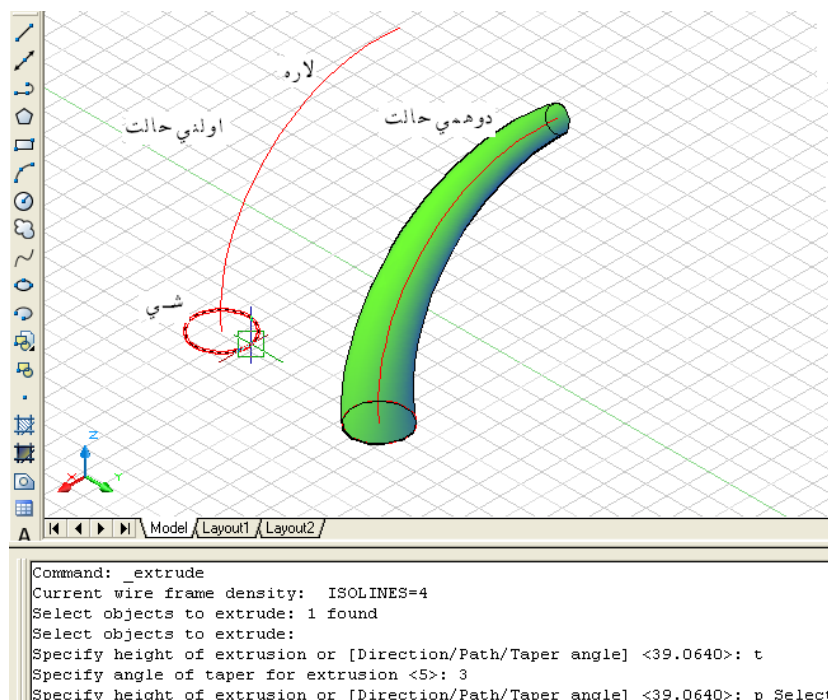 لاره
اولني حالت
دوهمي حالت
شـي
Z
X
Y
A
Model Layout1 Layout2
Command: _extrude
Current wire frame density:  ISOLINES=4
Select objects to extrude: 1 found
Select objects to extrude:
Specify height of extrusion or [Direction/Path/Taper angle] <39.0640>: t
Specify angle of taper for extrusion <5>: 3
Specify height of extrusion or [Direction/Path/Taper angle] <39.0640>: p Select